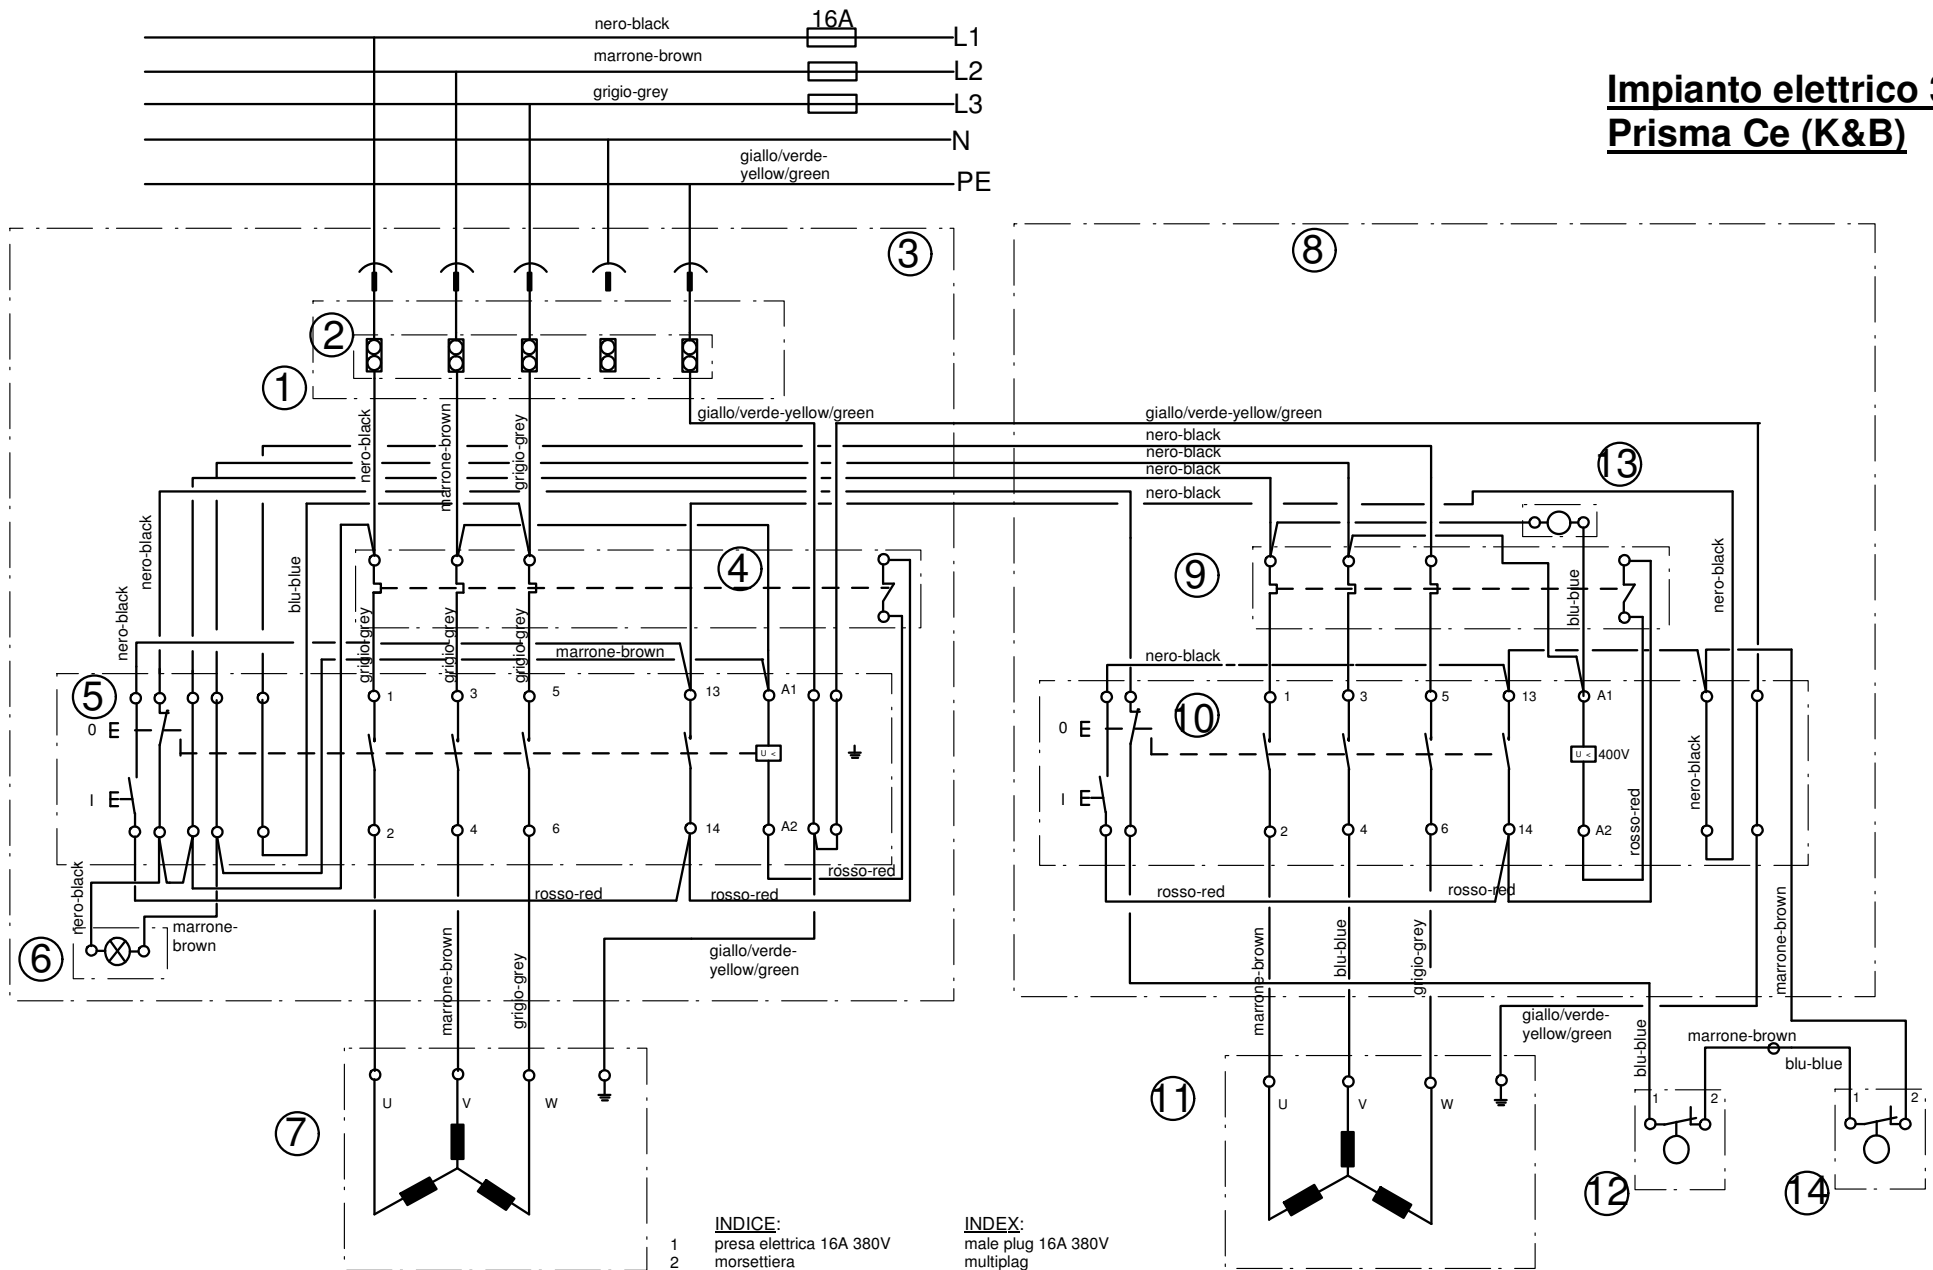 nero-black
16A
L1
marrone-brown
L2
grigio-grey
L3
N
giallo/verde-
yellow/green
PE
Impianto elettrico
Prisma Ce (K&B)
3
8
2
1
giallo/verde-yellow/green
giallo/verde-yellow/green
nero-black
marrone-brown
grigio-grey
nero-black
nero-black
nero-black
nero-black
13
nero-black
nero-black
blu-blue
4
9
blu-blue
nero-black
grigio-grey
grigio-grey
grigio-grey
marrone-brown
nero-black
5
1
3
5
13
A1
0
U <
I
2
4
6
14
A2
10
1
3
5
13
A1
0
U <
400V
nero-black
I
2
4
6
14
A2
rosso-red
rosso-red
rosso-red
rosso-red
rosso-red
rosso-red
nero-black
marrone-
brown
6
marrone-brown
grigio-grey
giallo/verde-
yellow/green
marrone-brown
blu-blue
grigio-grey
marrone-brown
giallo/verde-
yellow/green
blu-blue
marrone-brown
blu-blue
7
U
V
W
11
U
V
W
1
2
12
1
2
14
INDICE:
INDEX:
1
presa elettrica 16A 380V
male plug 16A 380V
2
morsettiera
multiplag